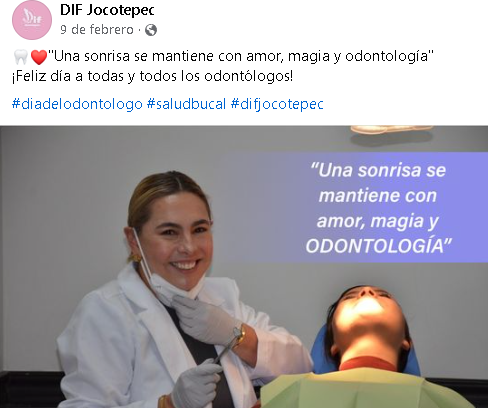 DIF Jocotepec
9 de febrero ·
🦷❤️"Una sonrisa se mantiene con amor, magia y odontología"
¡Feliz día a todas y todos los odontólogos!
#diadelodontologo #saludbucal #difjocotepec
“Una sonrisa se
mantiene con
amor, magia y
ODONTOLOGÍA”